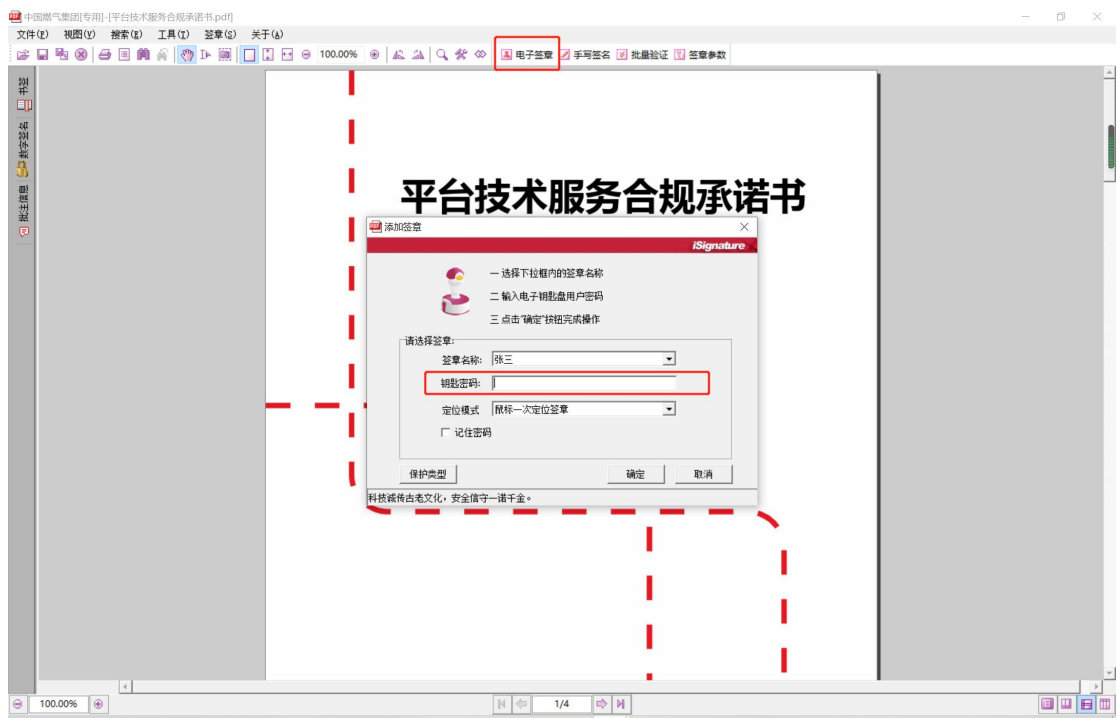 中国燃气集团[专用]-[平台技术服务合规承诺书.pdf]
文件(F) 视图(V) 搜索(E) 工具(T) 签章(S) 关于(A)
100.00% 电子签章 手写签名 批量验证 签章参数
书签
数字签名
批注信息
平台技术服务合规承诺书
添加签章
iSignature
一 选择下拉框内的签章名称
二 输入电子钥匙盘用户密码
三 点击"确定"按钮完成操作
请选择签章:
签章名称: 张三
钥匙密码:
定位模式 鼠标一次定位签章
记住密码
保护类型 确定 取消
科技诚传古老文化，安全信守一诺千金。
100.00% 1/4